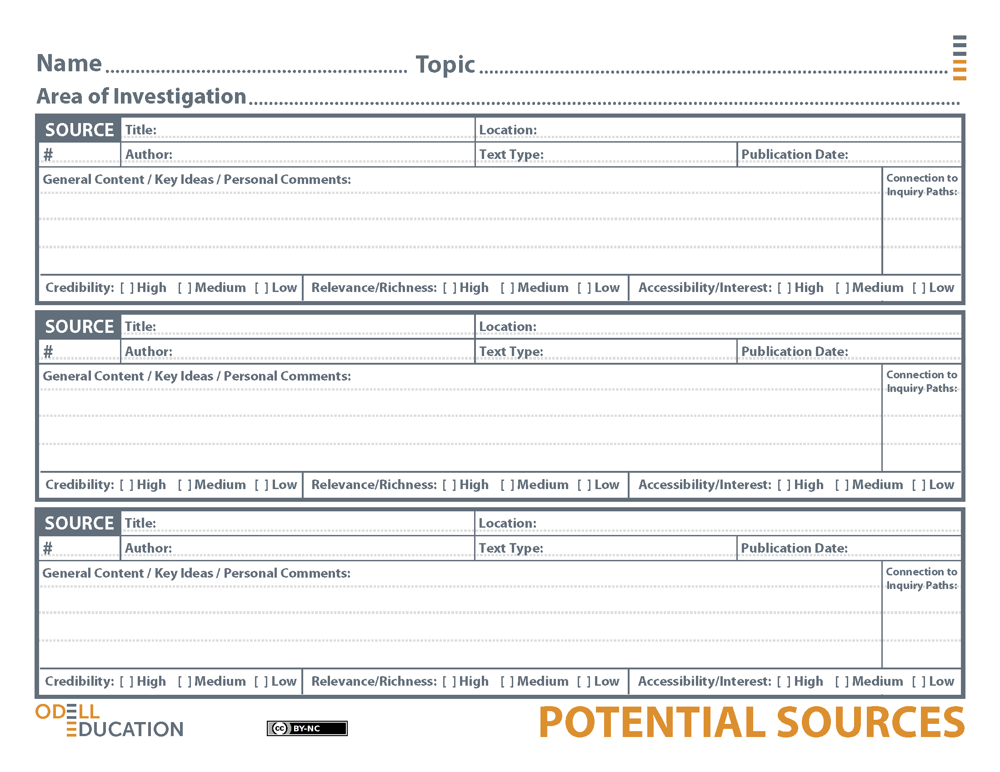 Name Topic
Area of Investigation
SOURCE Title: Location:
# Author: Text Type: Publication Date:
General Content / Key Ideas / Personal Comments: Connection to
Inquiry Paths:
Credibility: [ ] High [ ] Medium [ ] Low Relevance/Richness: [ ] High [ ] Medium [ ] Low Accessibility/Interest: [ ] High [ ] Medium [ ] Low
SOURCE Title: Location:
# Author: Text Type: Publication Date:
General Content / Key Ideas / Personal Comments: Connection to
Inquiry Paths:
Credibility: [ ] High [ ] Medium [ ] Low Relevance/Richness: [ ] High [ ] Medium [ ] Low Accessibility/Interest: [ ] High [ ] Medium [ ] Low
SOURCE Title: Location:
# Author: Text Type: Publication Date:
General Content / Key Ideas / Personal Comments: Connection to
Inquiry Paths:
Credibility: [ ] High [ ] Medium [ ] Low Relevance/Richness: [ ] High [ ] Medium [ ] Low Accessibility/Interest: [ ] High [ ] Medium [ ] Low
ODELL
EDUCATION
cc BY-NC
POTENTIAL SOURCES